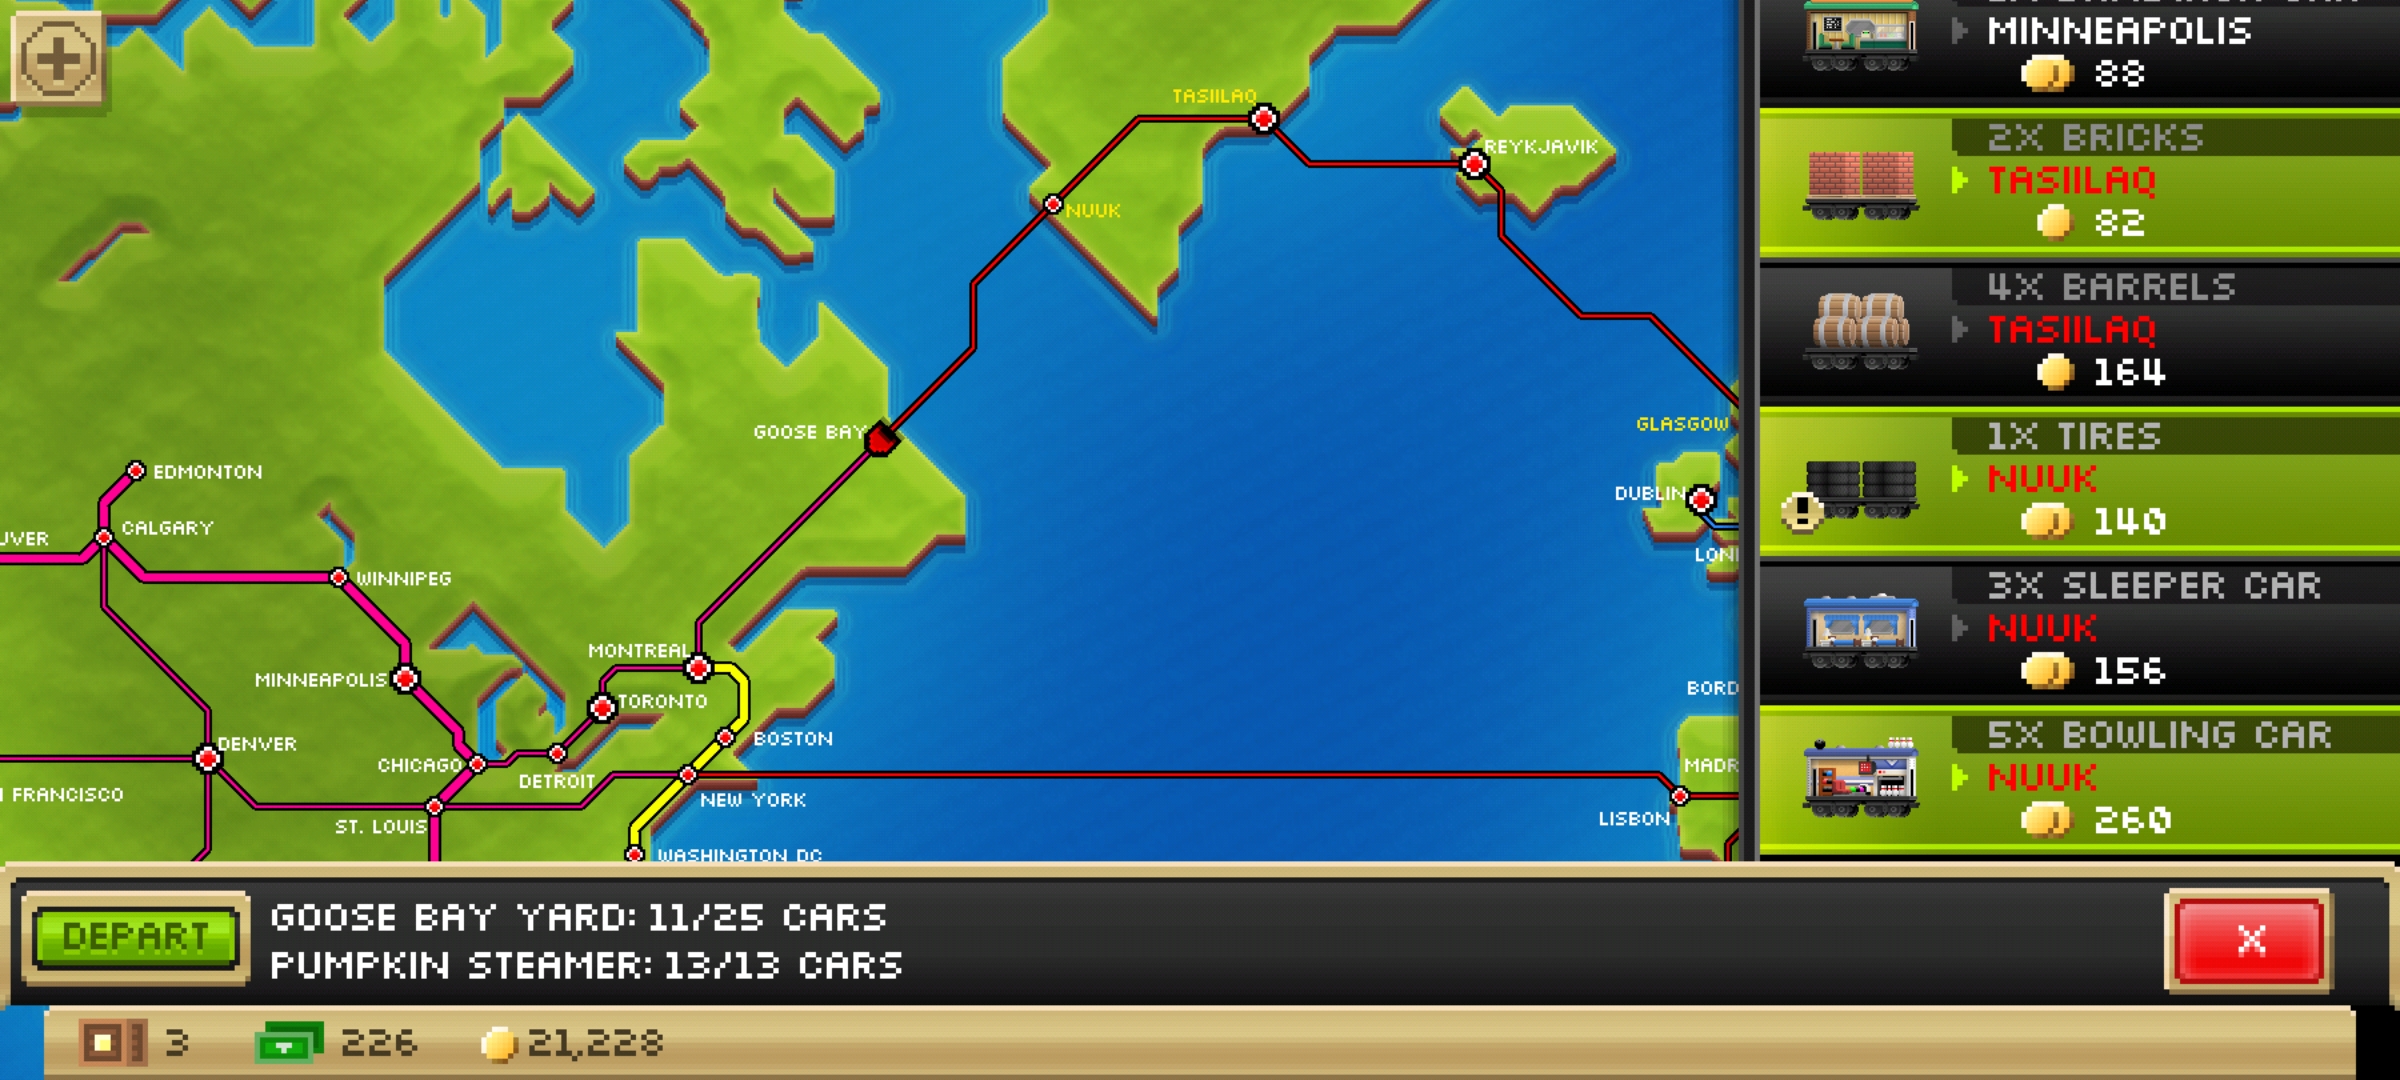 MINNEAPOLIS
88
2X BRICKS
TASIILAQ
82
4X BARRELS
TASIILAQ
164
1X TIRES
NUUK
140
3X SLEEPER CAR
NUUK
156
5X BOWLING CAR
NUUK
260
TASIILAQ
REYKJAVIK
NUUK
GLASGOW
GOOSE BAY
EDMONTON
DUBLIN
CALGARY
WINNIPEG
MONTREAL
MINNEAPOLIS
TORONTO
BOSTON
DENVER
CHICAGO
DETROIT
FRANCISCO
NEW YORK
LISBON
ST. LOUIS
WASHINGTON DC
DEPART
GOOSE BAY YARD: 11/25 CARS
PUMPKIN STEAMER: 13/13 CARS
X
3
226
21,228